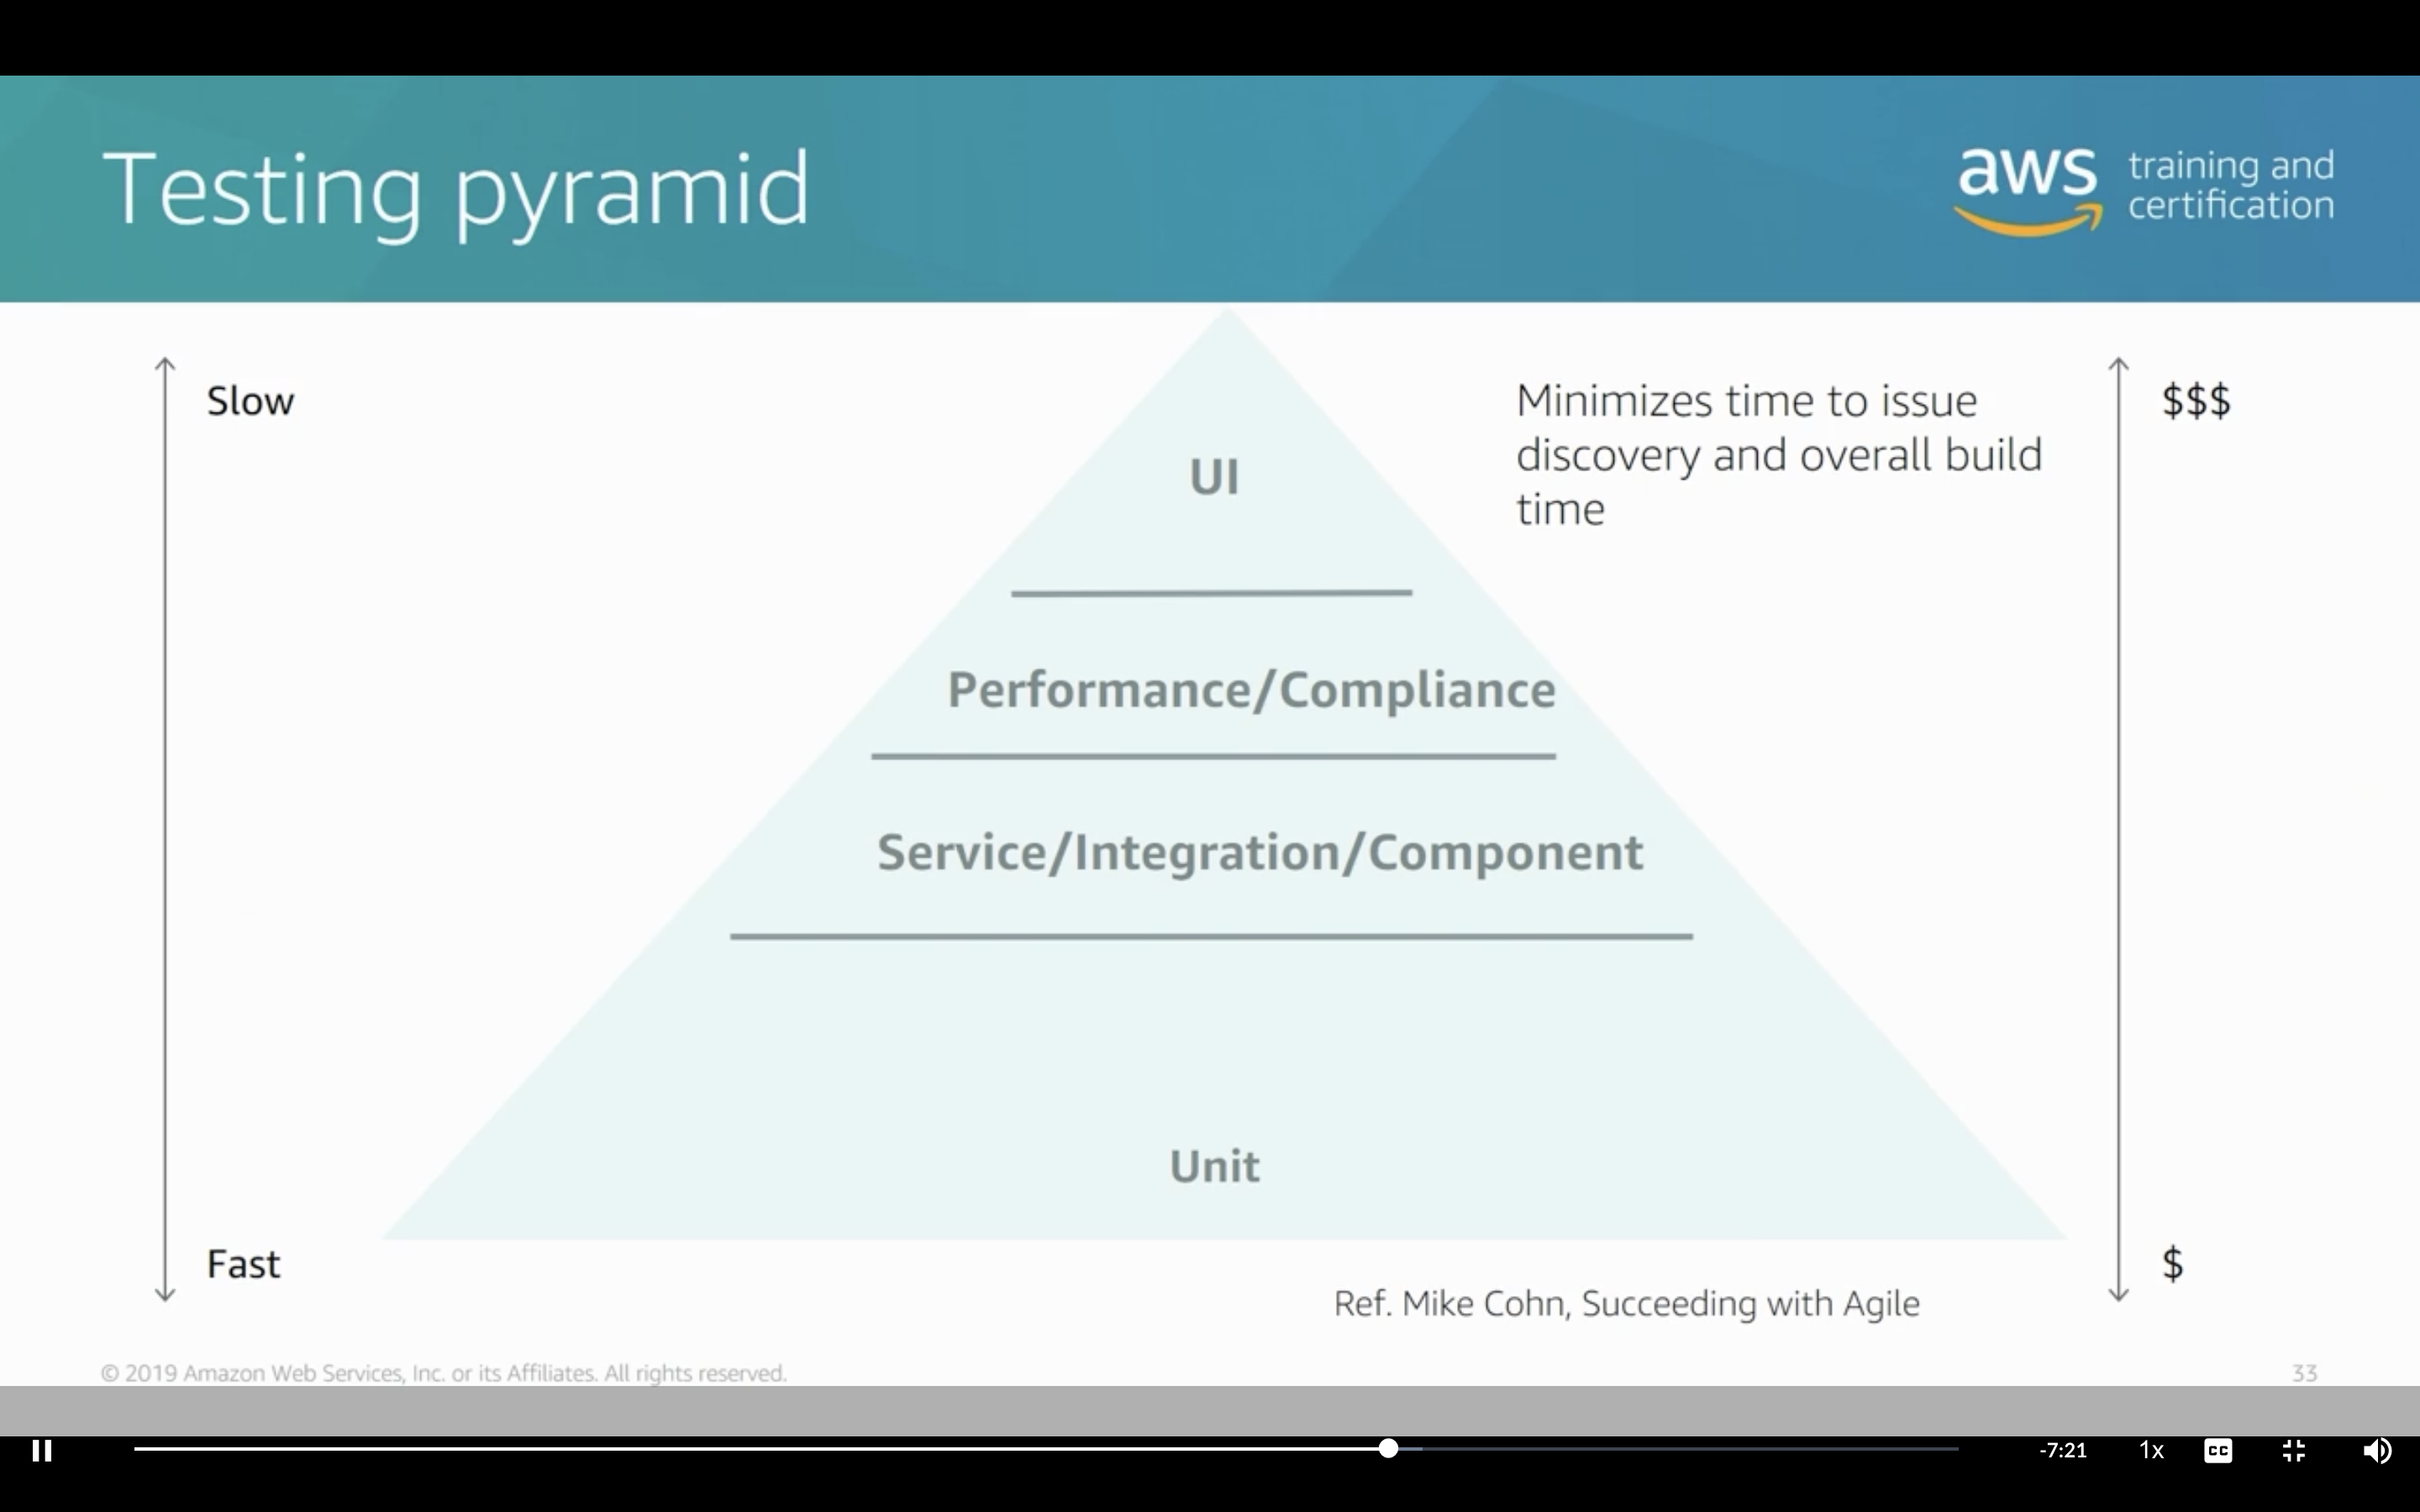 Testing pyramid
aws training and
certification
Slow
Minimizes time to issue
discovery and overall build
time
$$$
UI
Performance/Compliance
Service/Integration/Component
Unit
Fast
$
Ref. Mike Cohn, Succeeding with Agile
© 2019 Amazon Web Services, Inc. or its Affiliates. All rights reserved.
33
-7:21
1x
CC